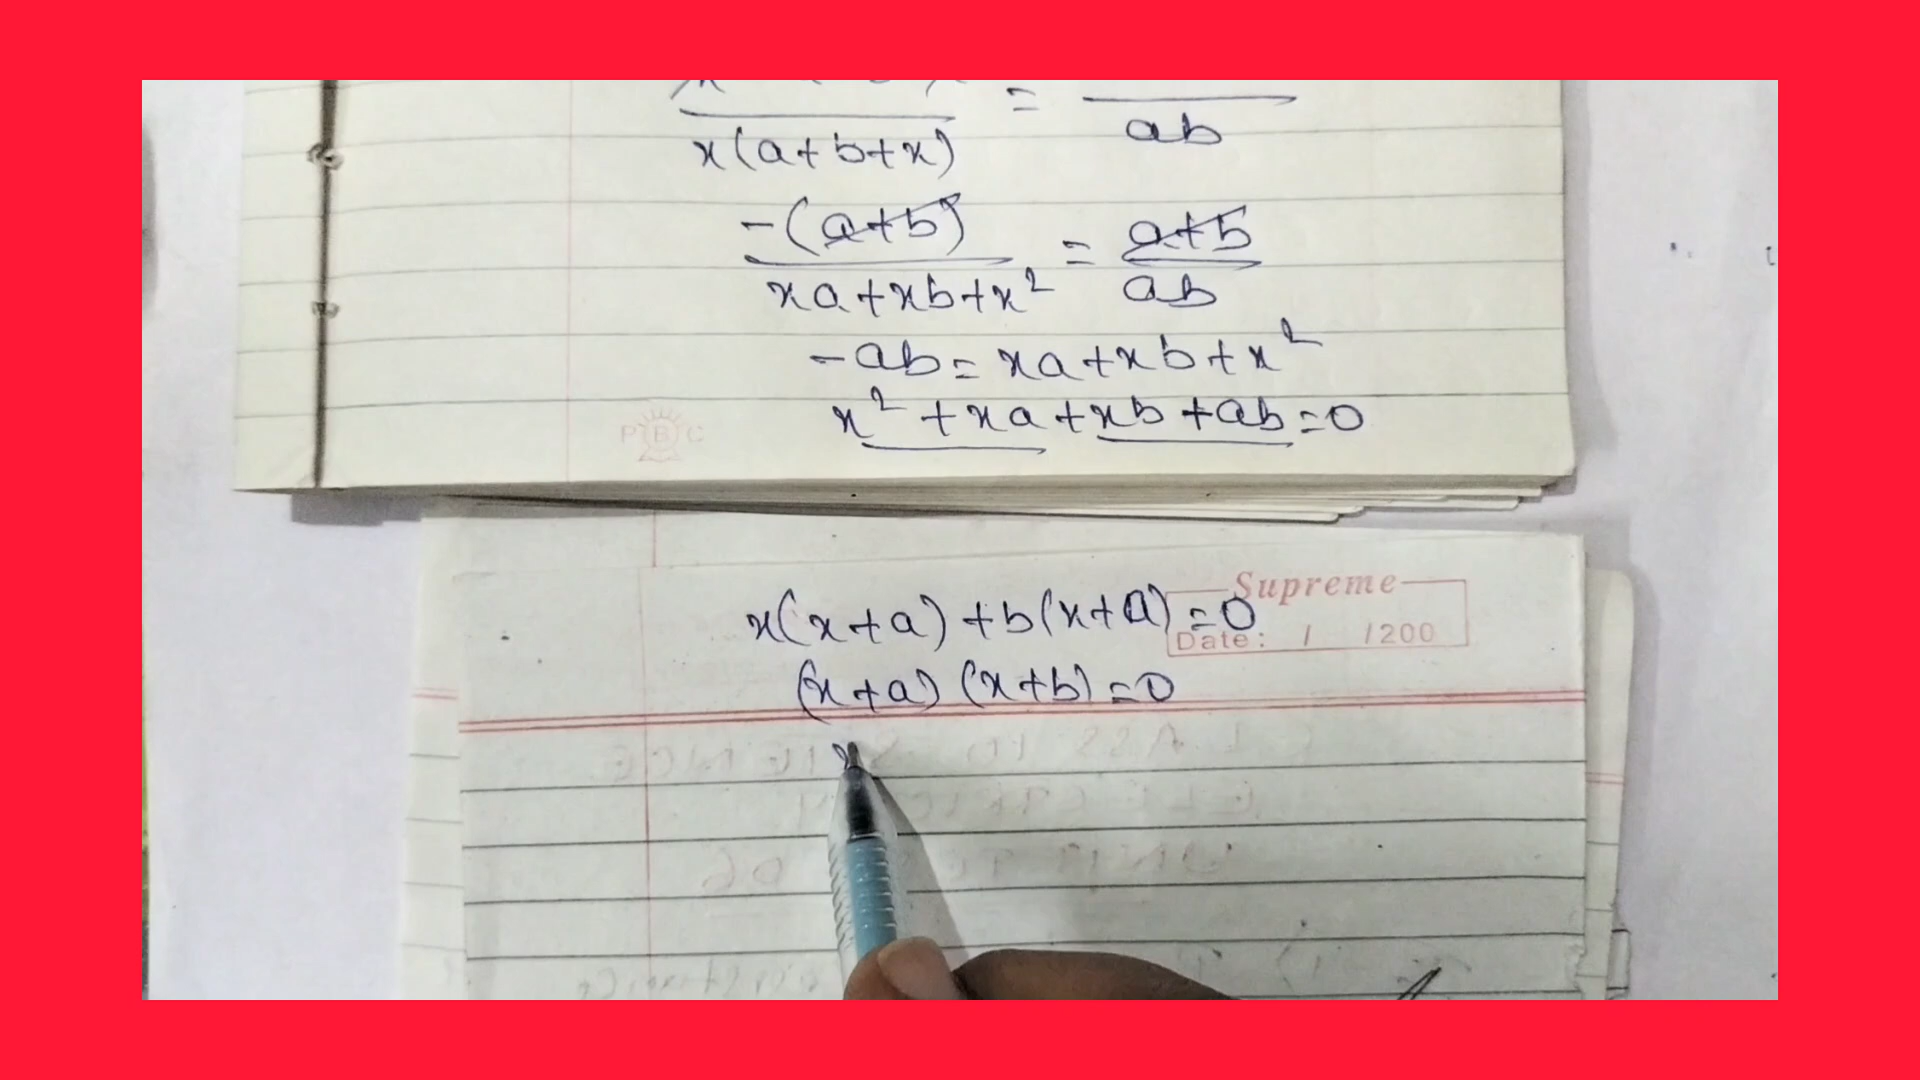 x(a+b+x) = ab
-(a+b) / xa+xb+x² = a+b / ab
-ab = xa+xb+x²
x²+xa+xb+ab=0
PBC
Supreme
x(x+a)+b(x+a)=0
Date: / /200
(x+a)(x+b)=0
x